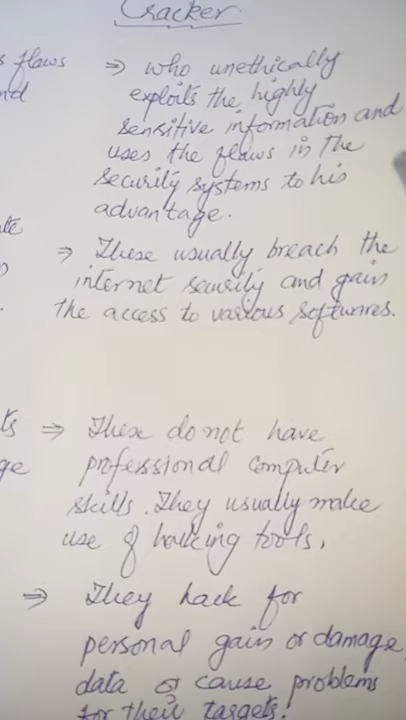 Cracker
s flaws ⇒ who unethically
nd exploits the highly
sensitive information and
uses the flaws in the
security systems to his
advantage.
ate
⇒ These usually breach the
internet security and gain
the access to various softwares.
ts ⇒ These do not have
ge professional computer
skills. They usually make
use of hacking tools.
⇒ They hack for
personal gain or damage
data or cause problems
for their targets!